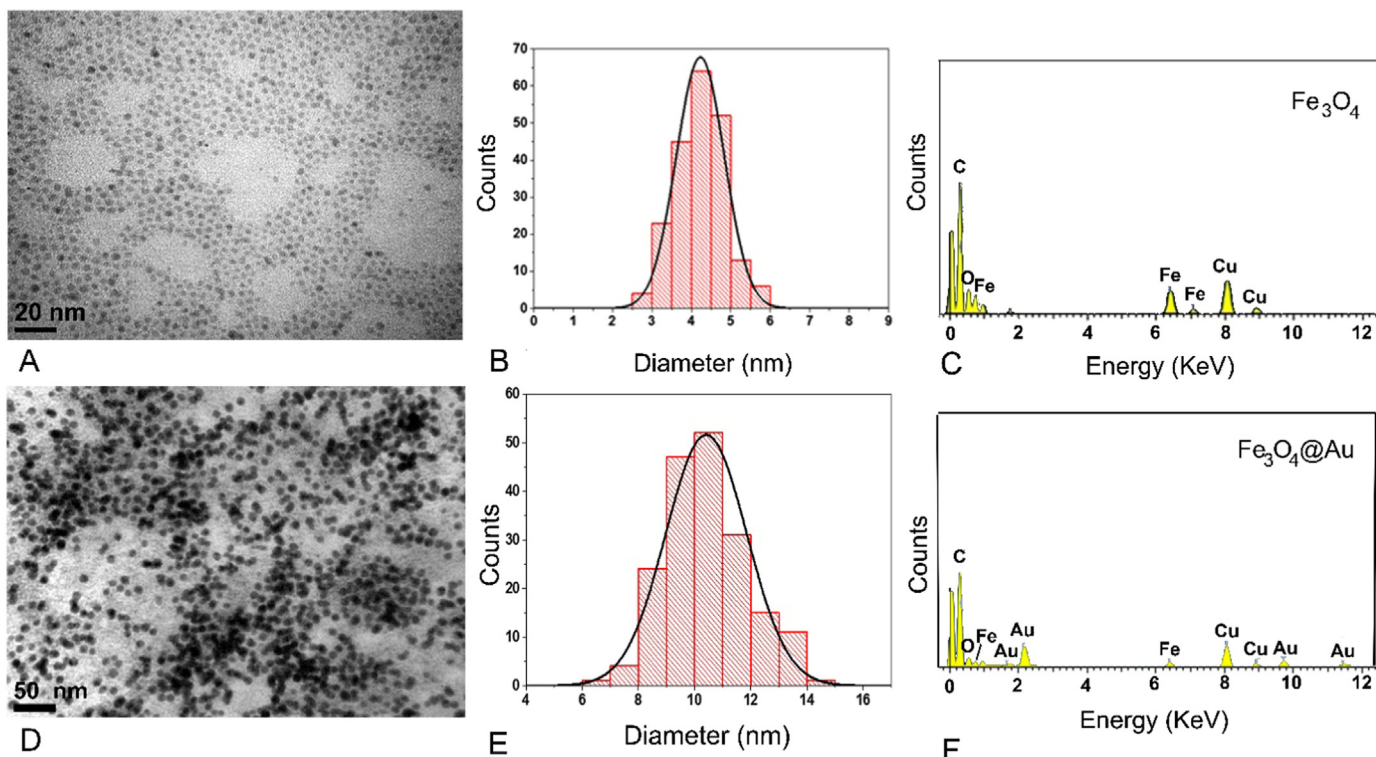 20 nm
A
70
60
50
40
30
20
10
0
Counts
0 1 2 3 4 5 6 7 8 9
Diameter (nm)
B
Fe₃O₄
Counts
C
O Fe
Fe
Fe
Cu
Cu
0 2 4 6 8 10 12
Energy (KeV)
C
50 nm
D
60
50
40
30
20
10
0
Counts
4 6 8 10 12 14 16
Diameter (nm)
E
Fe₃O₄@Au
Counts
C
O Fe
Au
Au
Fe
Cu
Cu
Au
Au
0 2 4 6 8 10 12
Energy (KeV)
F